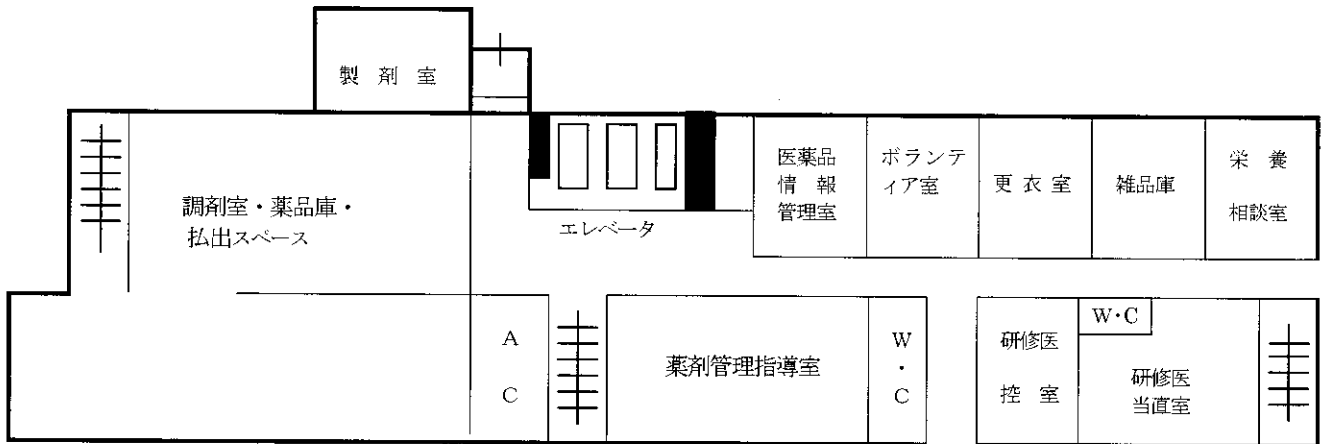 製 剤 室
調剤室・薬品庫・
払出スペース
エレベータ
医薬品
情 報
管理室
ボランテ
ィア室
更 衣 室
雑品庫
栄 養
相談室
A
C
薬剤管理指導室
W
・
C
研修医
控 室
W・C
研修医
当直室